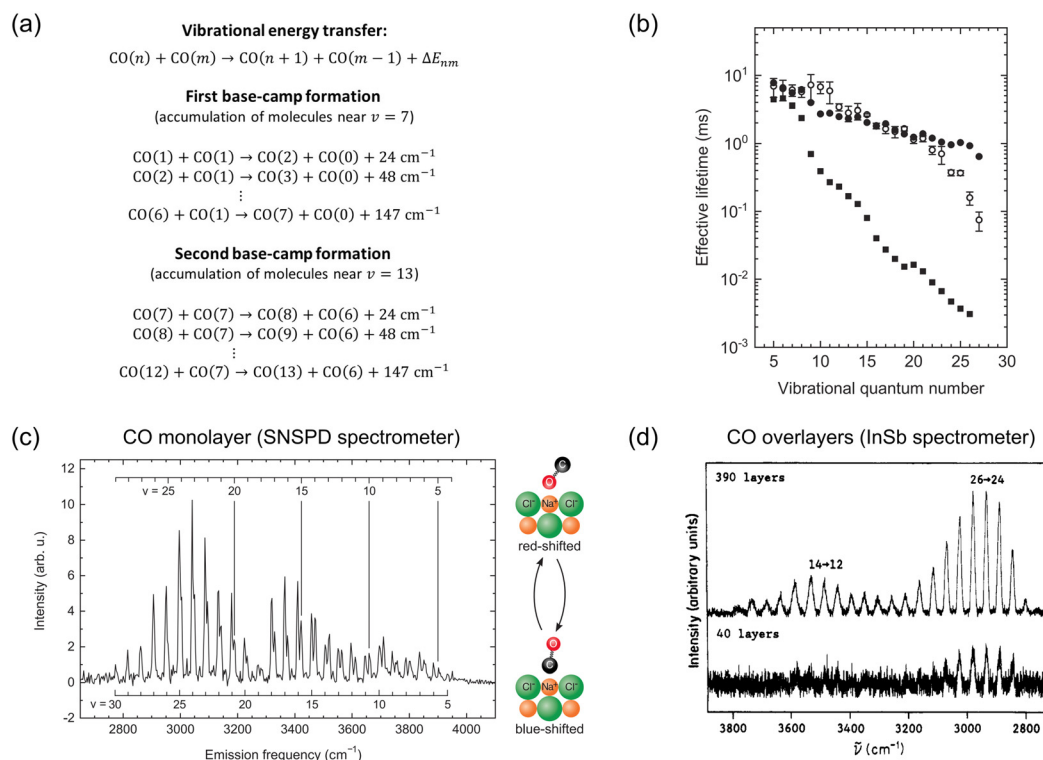 (a)
Vibrational energy transfer:
CO(n) + CO(m) → CO(n + 1) + CO(m − 1) + ΔEₙₘ
First base-camp formation
(accumulation of molecules near v = 7)
CO(1) + CO(1) → CO(2) + CO(0) + 24 cm⁻¹
CO(2) + CO(1) → CO(3) + CO(0) + 48 cm⁻¹
⋮
CO(6) + CO(1) → CO(7) + CO(0) + 147 cm⁻¹
Second base-camp formation
(accumulation of molecules near v = 13)
CO(7) + CO(7) → CO(8) + CO(6) + 24 cm⁻¹
CO(8) + CO(7) → CO(9) + CO(6) + 48 cm⁻¹
⋮
CO(12) + CO(7) → CO(13) + CO(6) + 147 cm⁻¹
(b)
Effective lifetime (ms)
10¹
10⁰
10⁻¹
10⁻²
10⁻³
5 10 15 20 25 30
Vibrational quantum number
(c)
CO monolayer (SNSPD spectrometer)
Intensity (arb. u.)
12
10
8
6
4
2
0
-2
v = 25 20 15 10 5
v = 30 25 20 15 10 5
2800 3000 3200 3400 3600 3800 4000
Emission frequency (cm⁻¹)
C
O
Cl⁻ Na⁺ Cl⁻
red-shifted
O
C
Cl⁻ Na⁺ Cl⁻
blue-shifted
(d)
CO overlayers (InSb spectrometer)
Intensity (arbitrary units)
390 layers
26→24
14→12
40 layers
3800 3600 3400 3200 3000 2800
ṽ (cm⁻¹)